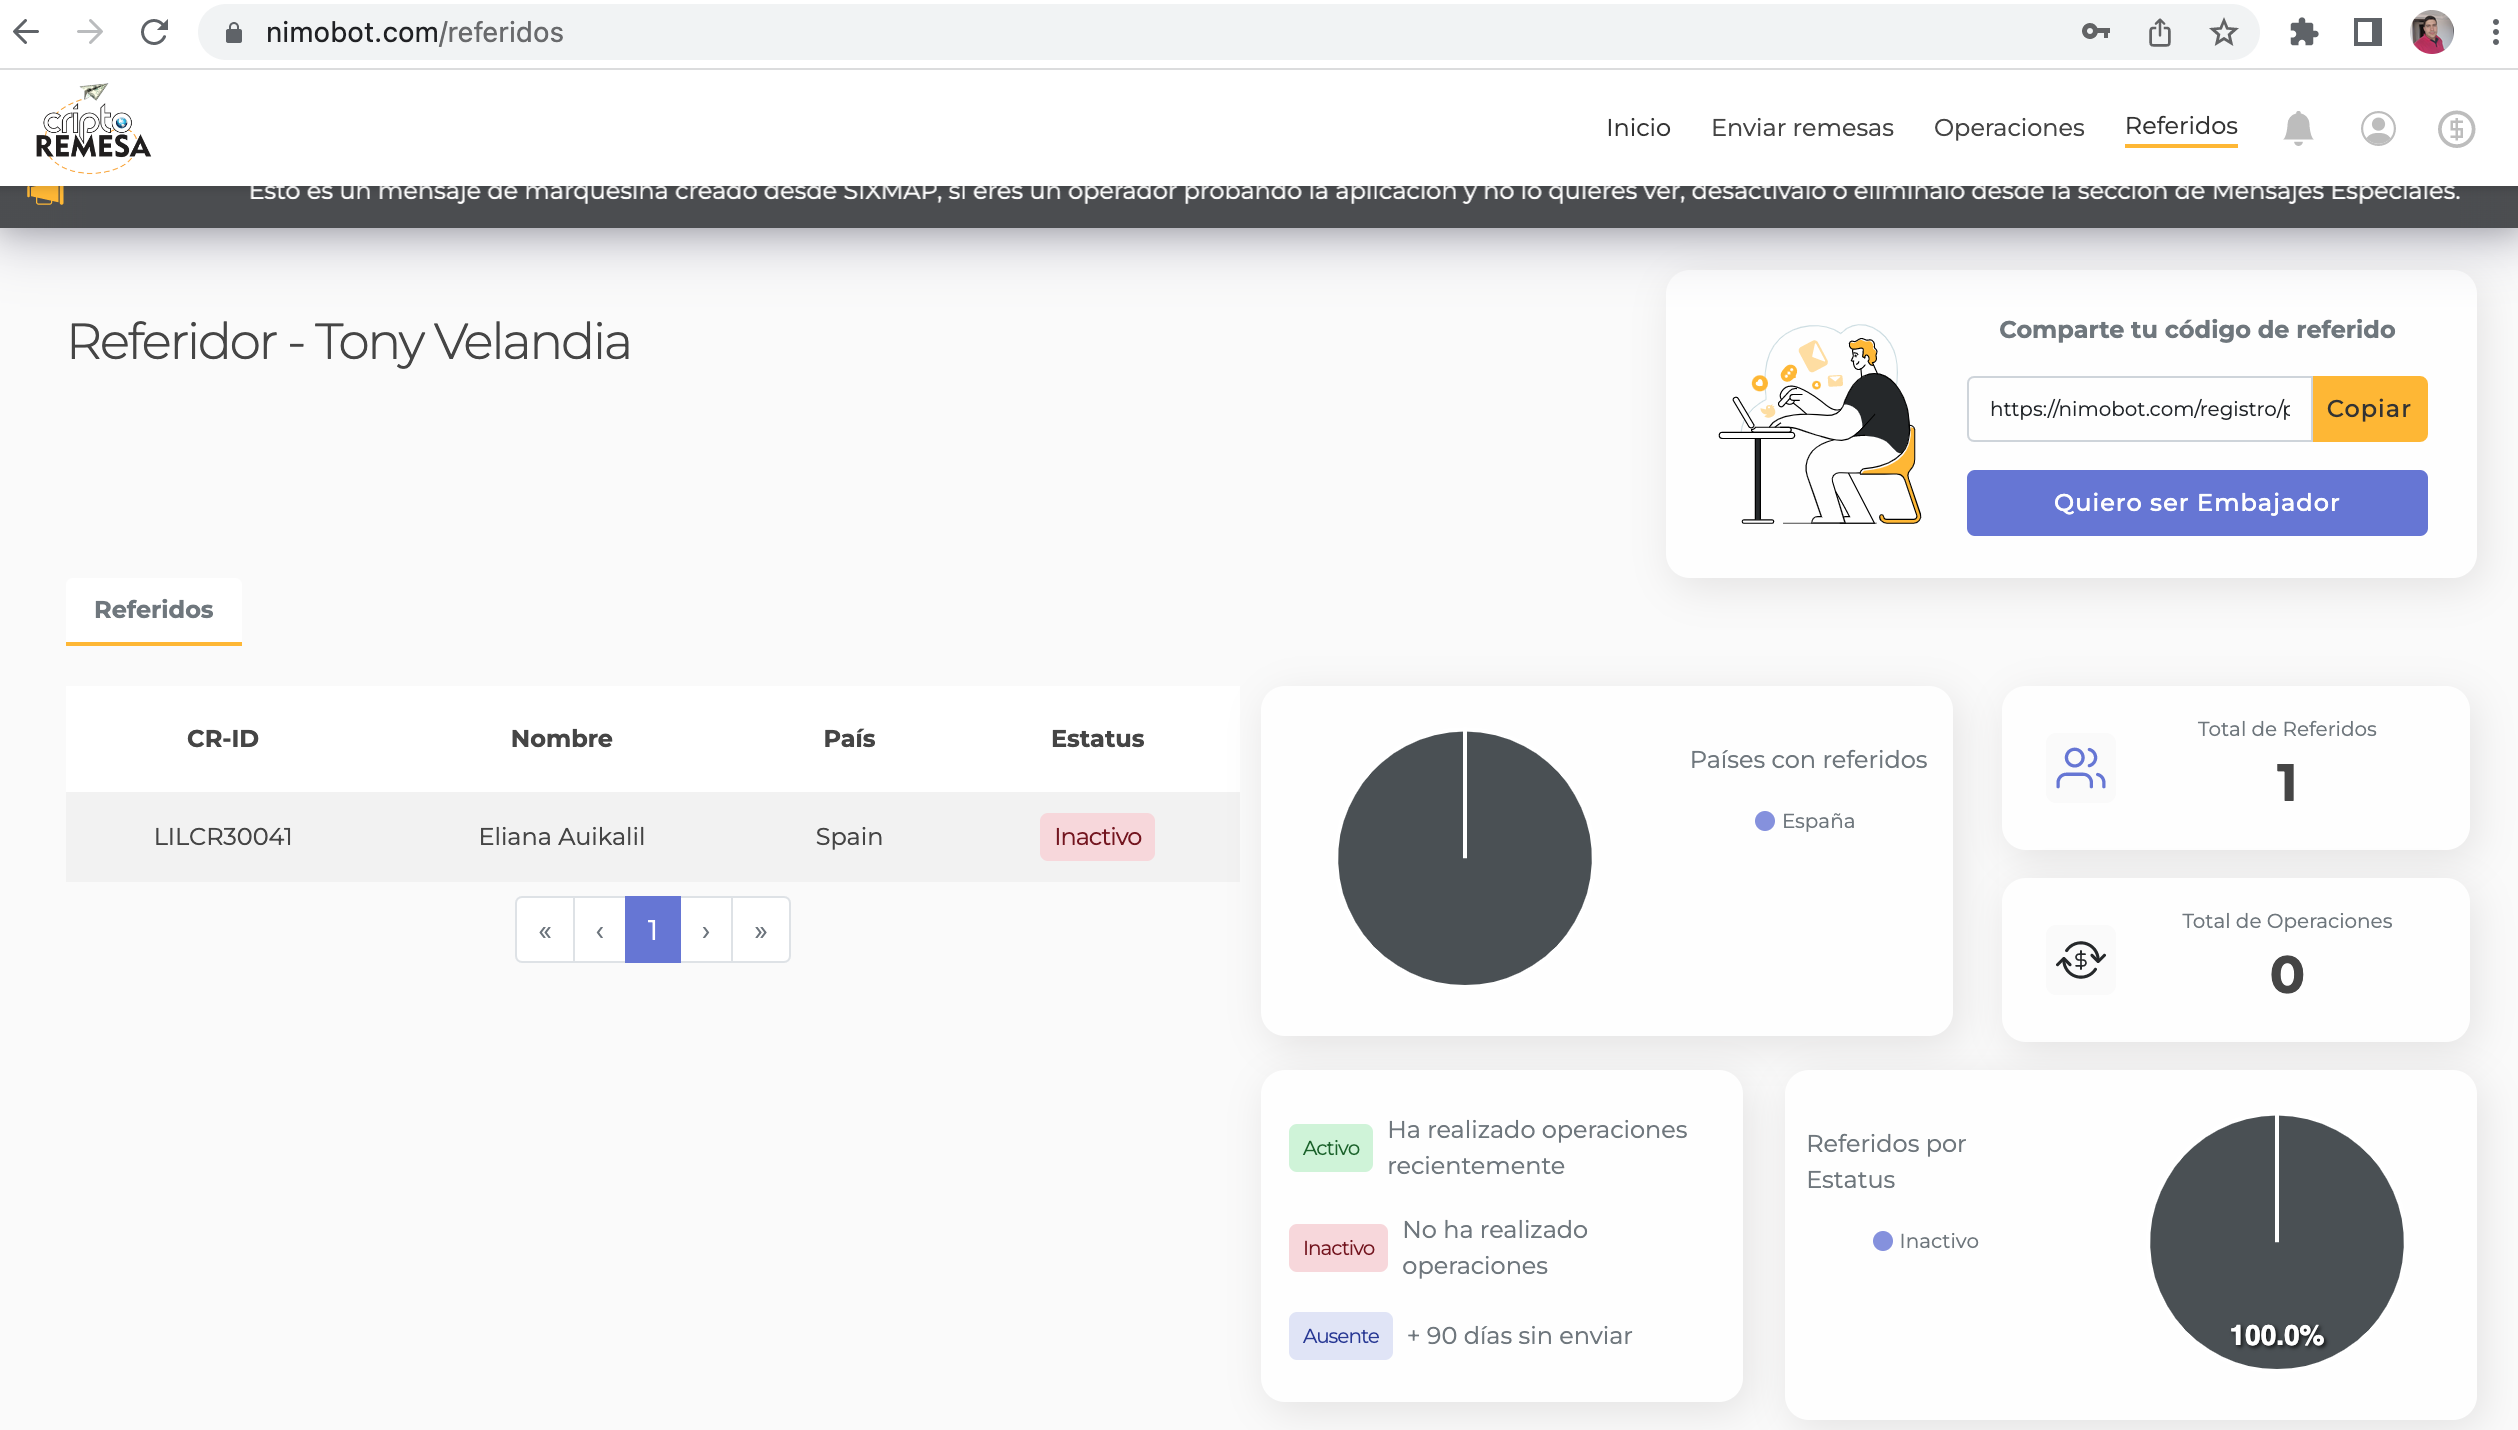 nimobot.com/referidos
cripto
REMESA
Inicio
Enviar remesas
Operaciones
Referidos
Esto es un mensaje de marquesina creado desde SIXMAP, si eres un operador probando la aplicación y no lo quieres ver, desactívalo o elimínalo desde la sección de Mensajes Especiales.
Referidor - Tony Velandia
Comparte tu código de referido
https://nimobot.com/registro/p
Copiar
Quiero ser Embajador
Referidos
CR-ID Nombre País Estatus
LILCR30041 Eliana Auikalil Spain Inactivo
« ‹ 1 › »
Países con referidos
España
Total de Referidos
1
Total de Operaciones
0
Activo Ha realizado operaciones
recientemente
Inactivo No ha realizado
operaciones
Ausente + 90 días sin enviar
Referidos por
Estatus
Inactivo
100.0%